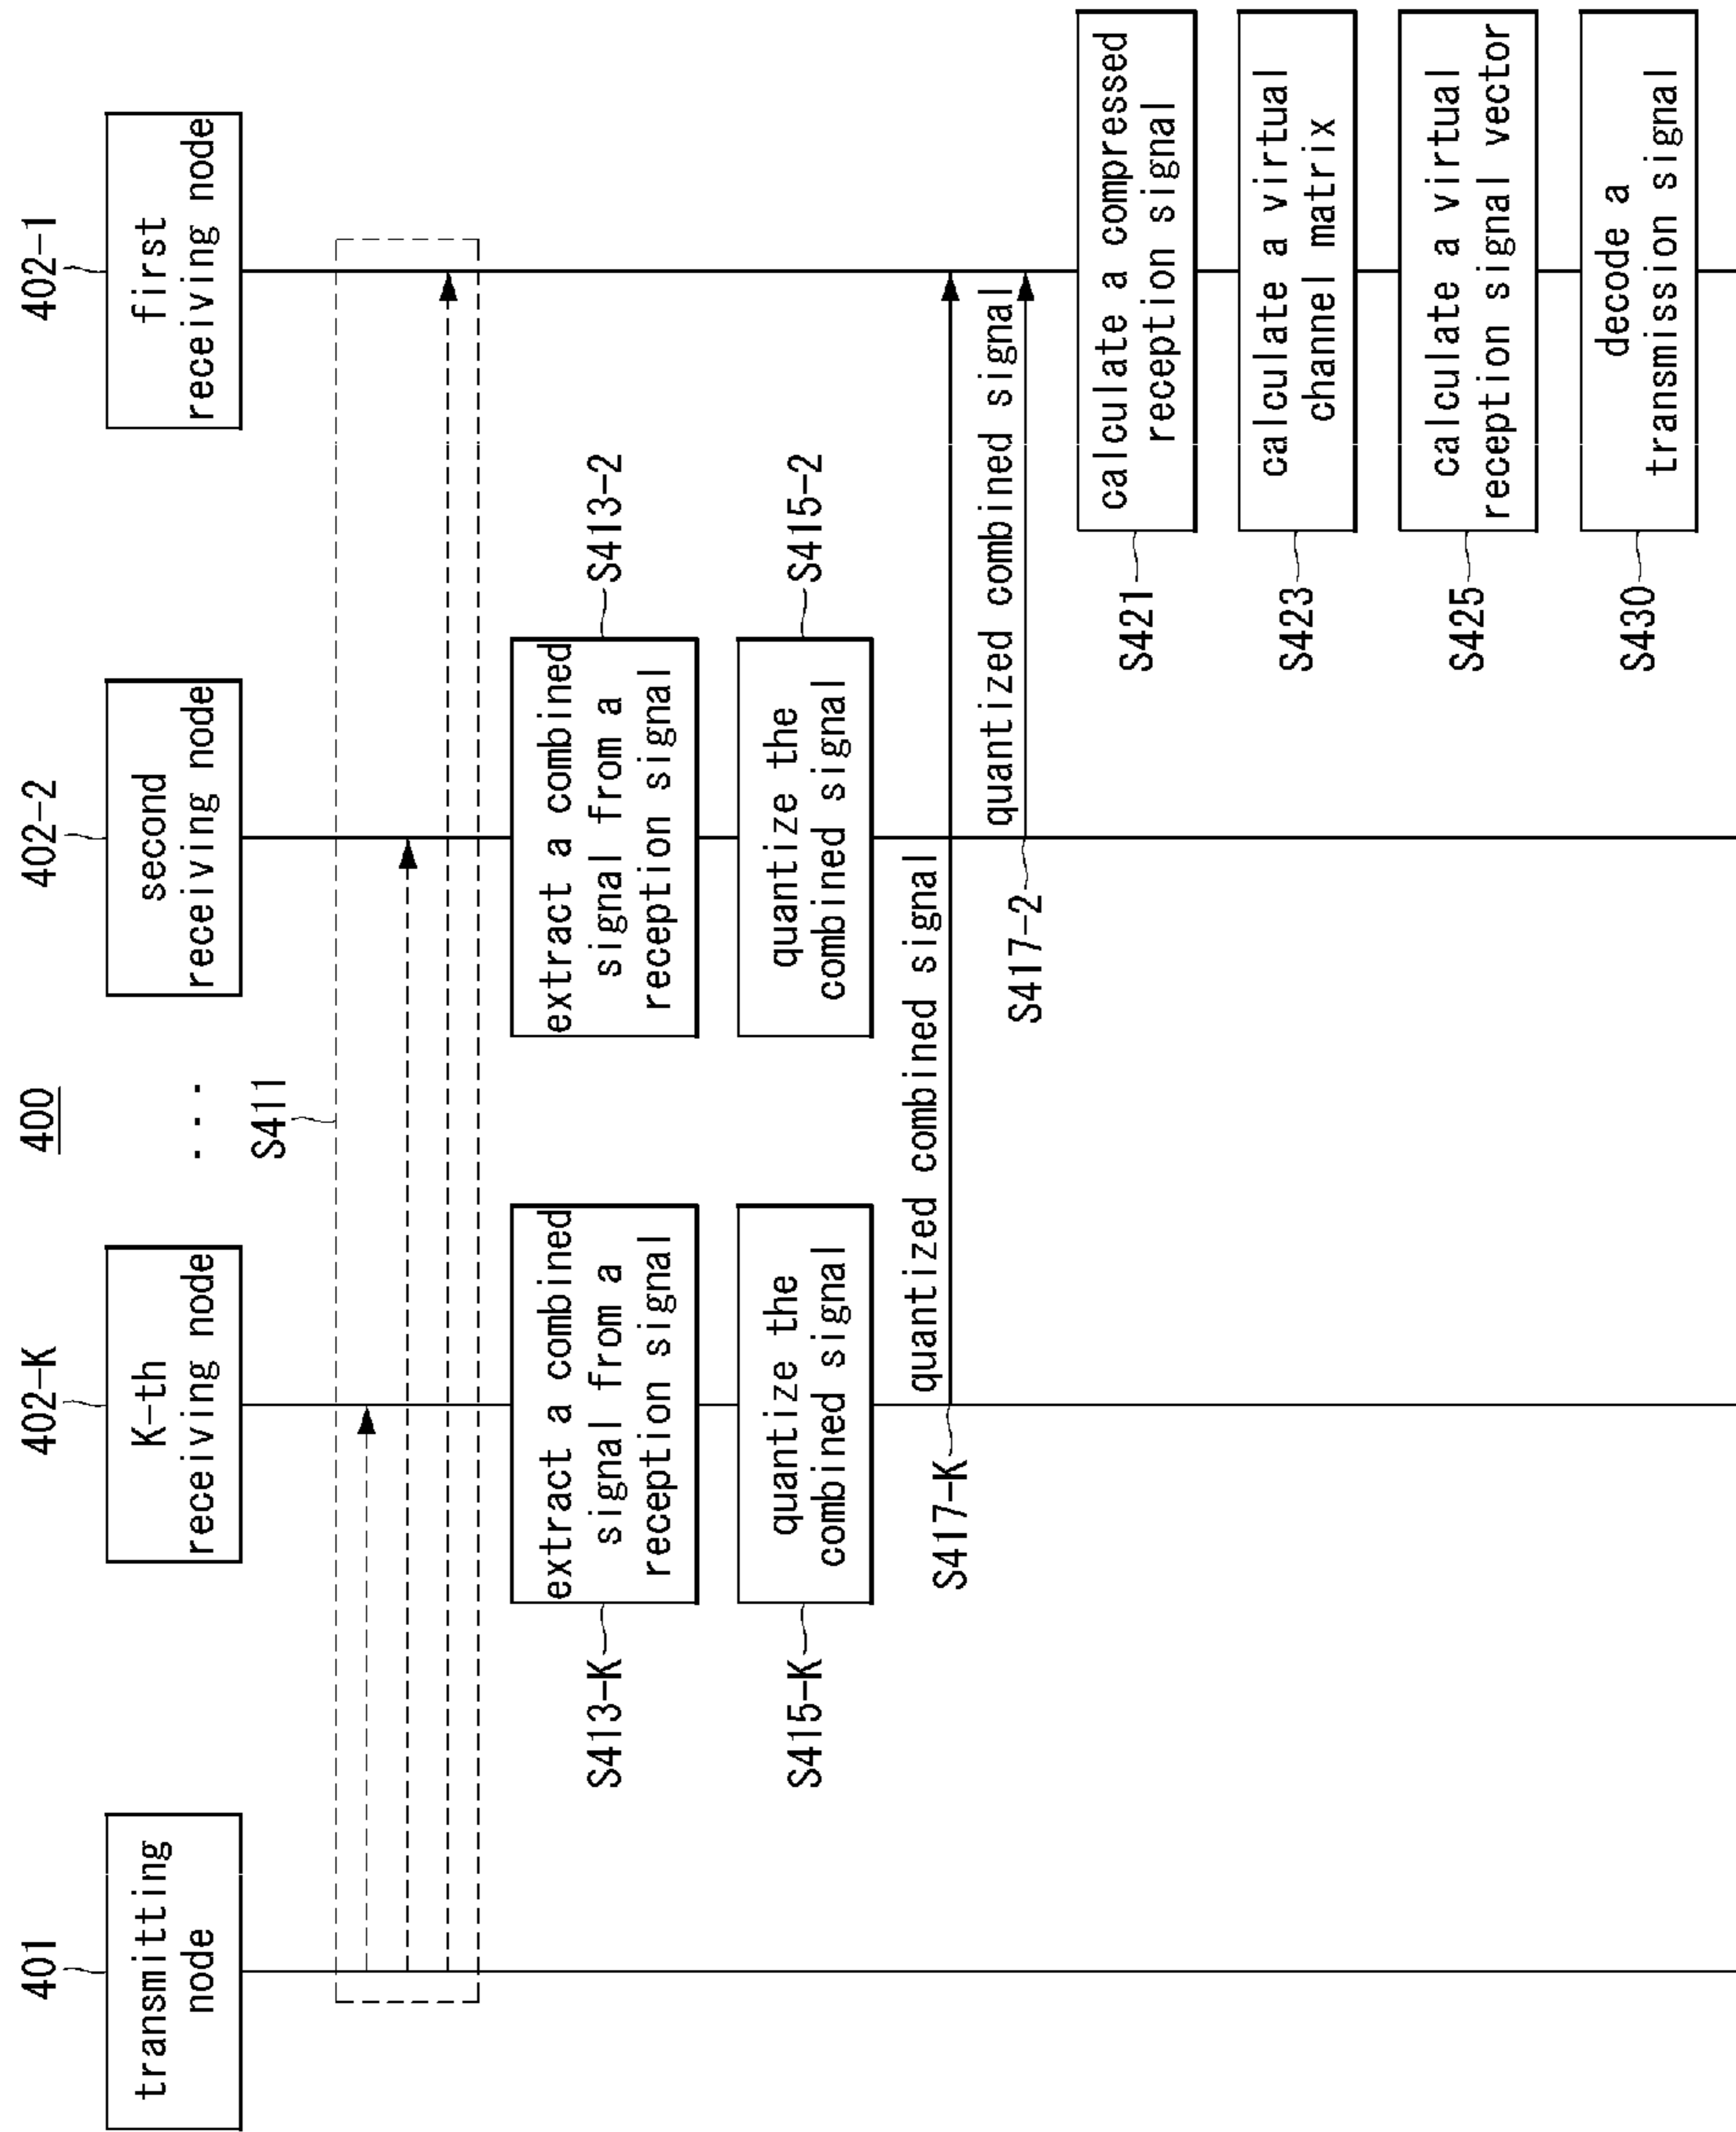 400
401
402-K
402-2
402-1
transmitting
node
K-th
receiving node
. . .
second
receiving node
first
receiving node
S411
S413-K
extract a combined
signal from a
reception signal
extract a combined
signal from a
reception signal
S413-2
S415-K
quantize the
combined signal
quantize the
combined signal
S415-2
quantized combined signal
S417-K
quantized combined signal
S417-2
S421
calculate a compressed
reception signal
S423
calculate a virtual
channel matrix
S425
calculate a virtual
reception signal vector
S430
decode a
transmission signal